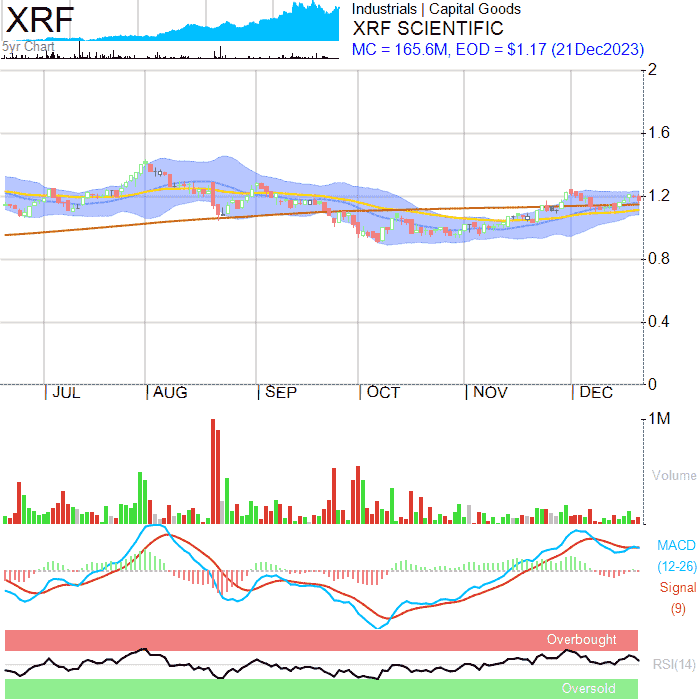 XRF
5yr Chart
Industrials | Capital Goods
XRF SCIENTIFIC
MC = 165.6M, EOD = $1.17 (21Dec2023)
2
1.6
1.2
0.8
0.4
0
JUL AUG SEP OCT NOV DEC
1M
Volume
MACD
(12-26)
Signal
(9)
Overbought
RSI(14)
Oversold